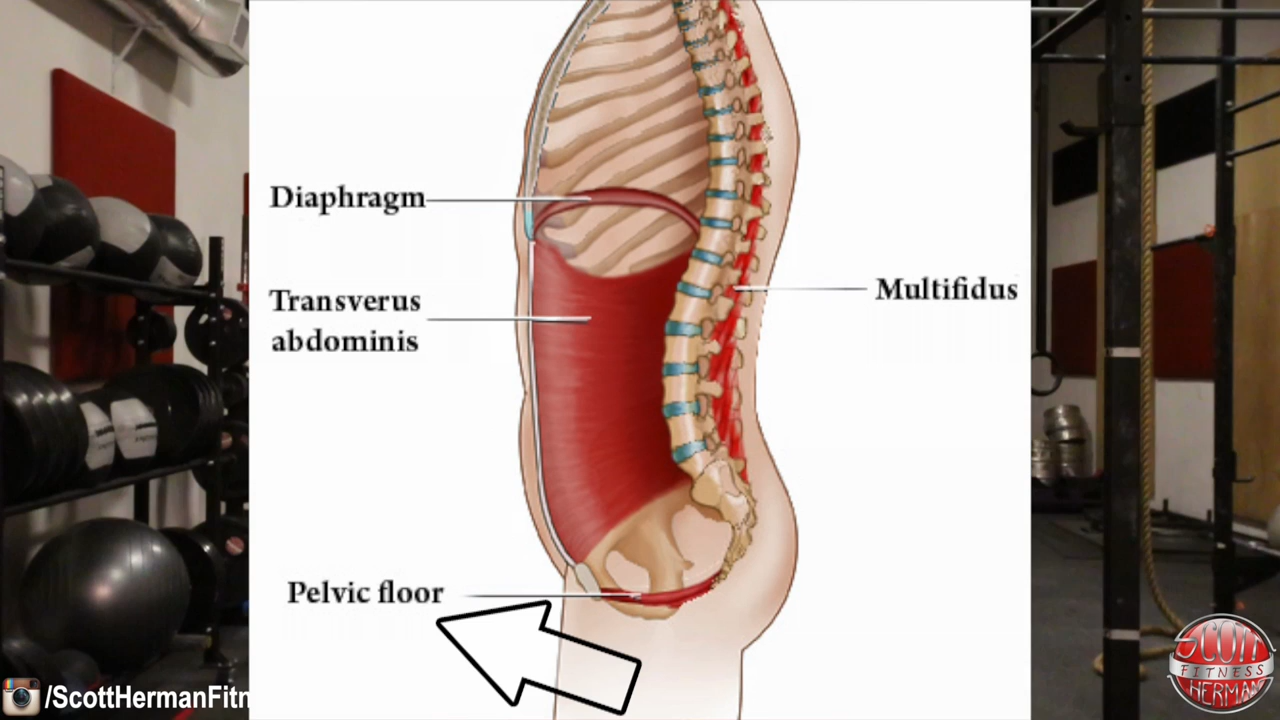 Diaphragm
Transverus
abdominis
Multifidus
Pelvic floor
/ScottHermanFitn
SCOTT
FITNESS
HERMAN